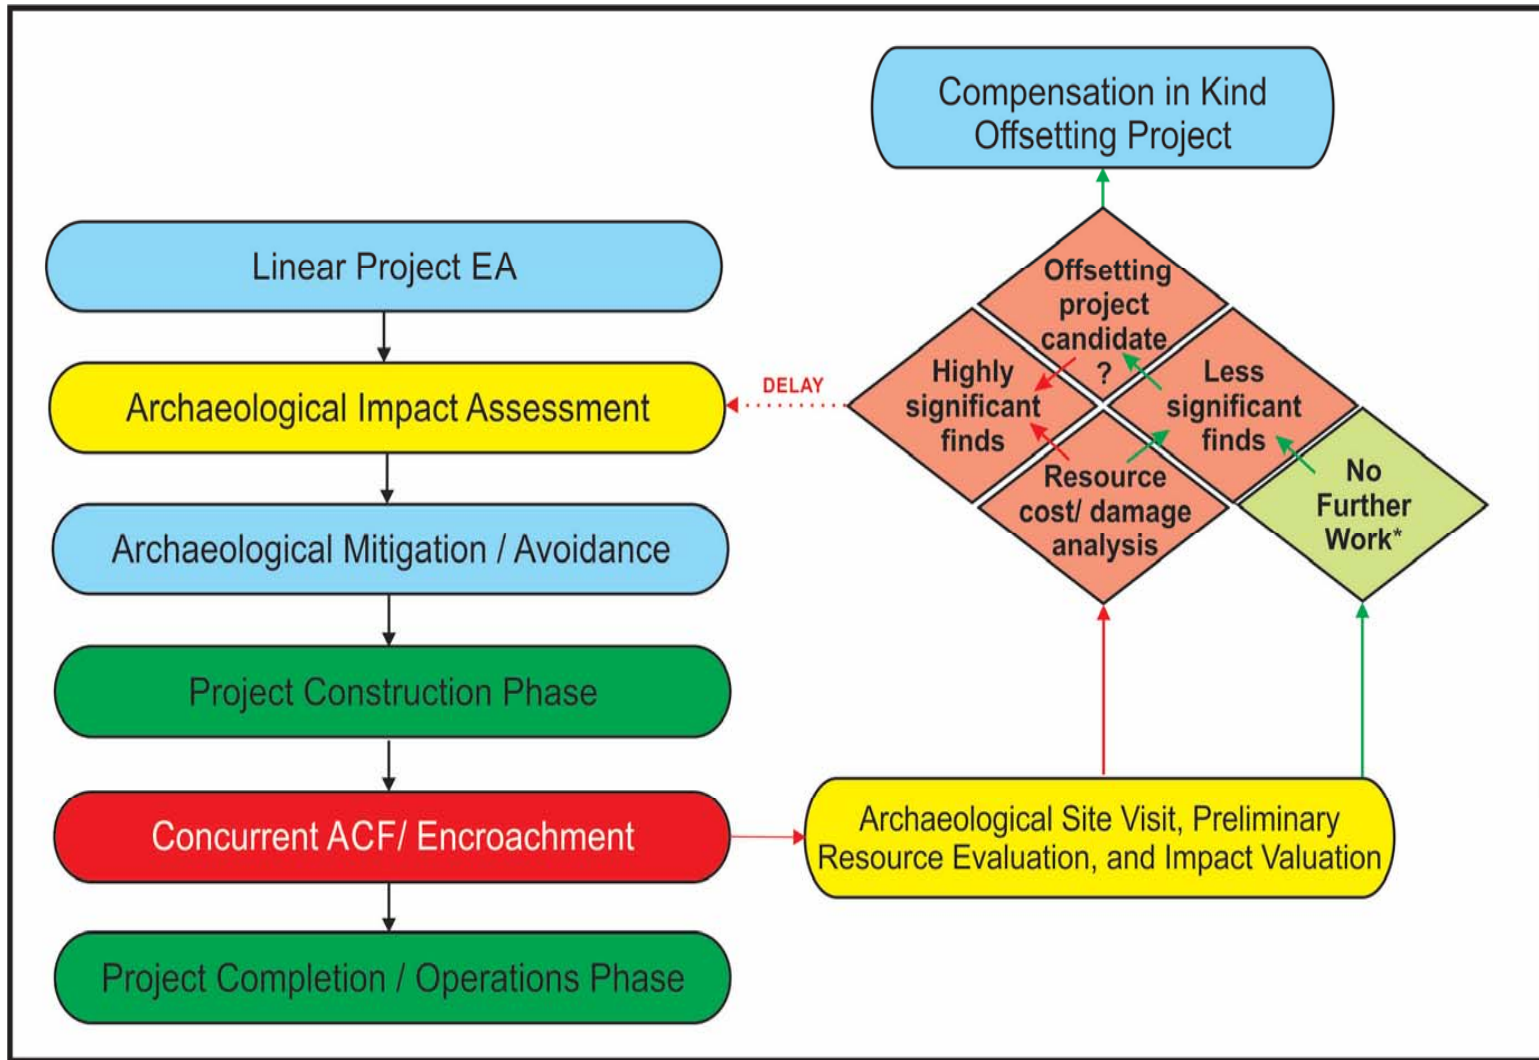 Compensation in Kind
Offsetting Project
Linear Project EA
Archaeological Impact Assessment
Archaeological Mitigation / Avoidance
Project Construction Phase
Concurrent ACF/ Encroachment
Project Completion / Operations Phase
DELAY
Offsetting
project
candidate
?
Highly
significant
finds
Less
significant
finds
Resource
cost/ damage
analysis
No
Further
Work*
Archaeological Site Visit, Preliminary
Resource Evaluation, and Impact Valuation